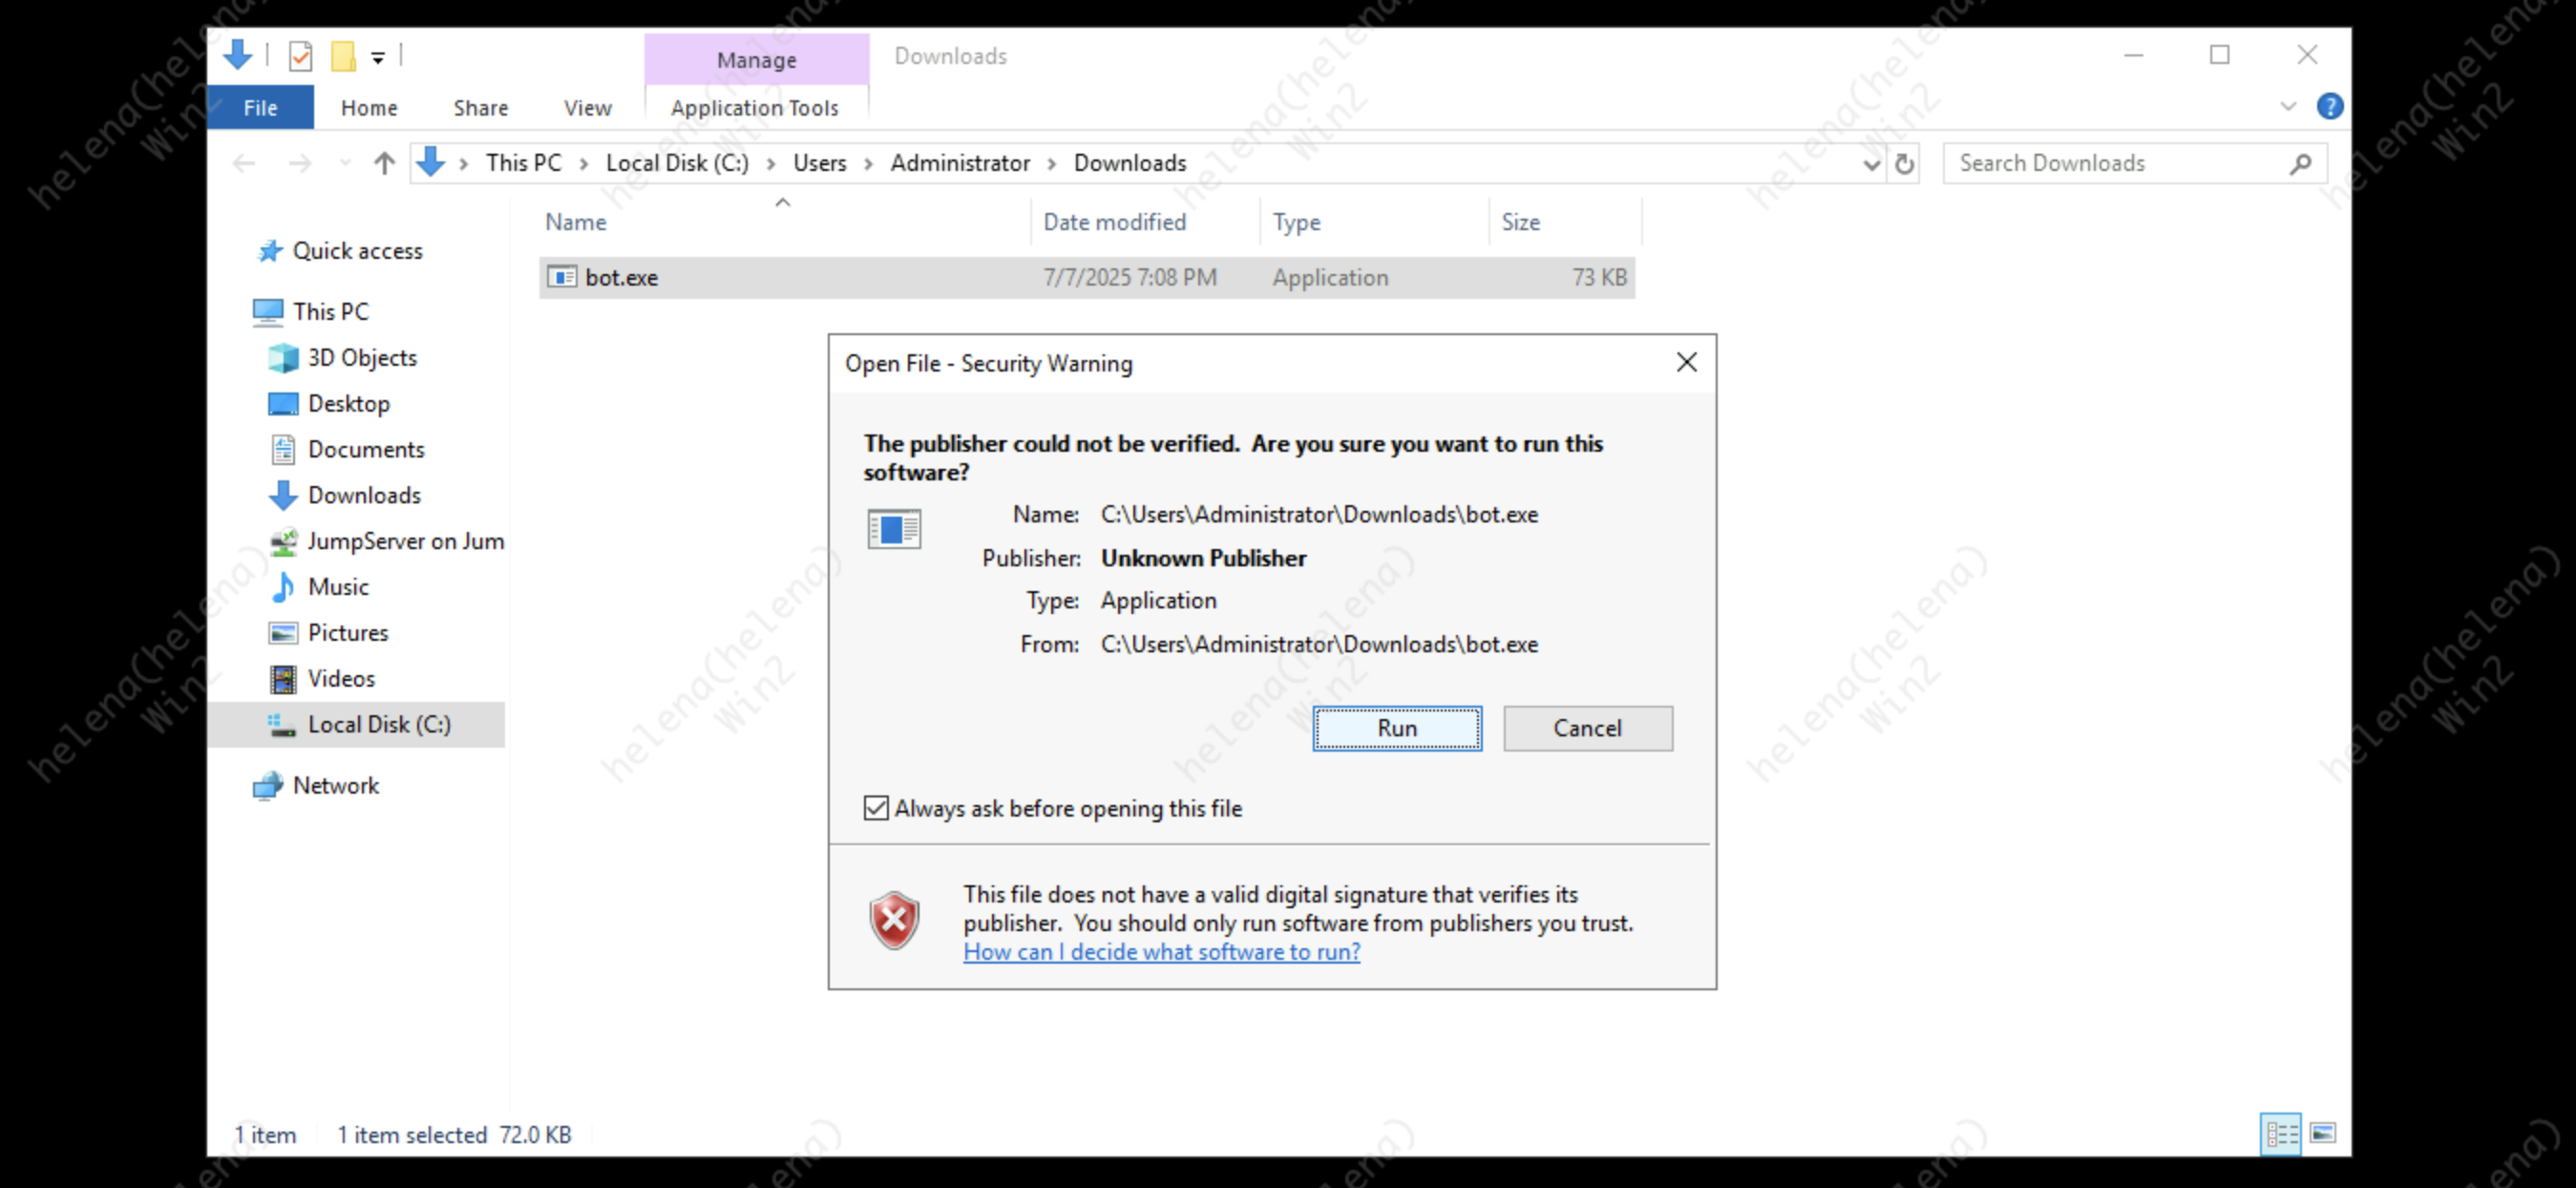 Manage
Downloads
File
Home
Share
View
Application Tools
This PC
Local Disk (C:)
Users
Administrator
Downloads
Search Downloads
Name
Date modified
Type
Size
bot.exe
7/7/2025 7:08 PM
Application
73 KB
Quick access
This PC
3D Objects
Desktop
Documents
Downloads
JumpServer on Jum
Music
Pictures
Videos
Local Disk (C:)
Network
Open File - Security Warning
The publisher could not be verified. Are you sure you want to run this
software?
Name: C:\Users\Administrator\Downloads\bot.exe
Publisher: Unknown Publisher
Type: Application
From: C:\Users\Administrator\Downloads\bot.exe
Run
Cancel
Always ask before opening this file
This file does not have a valid digital signature that verifies its
publisher. You should only run software from publishers you trust.
How can I decide what software to run?
1 item
1 item selected 72.0 KB
helena(helena)
Win2